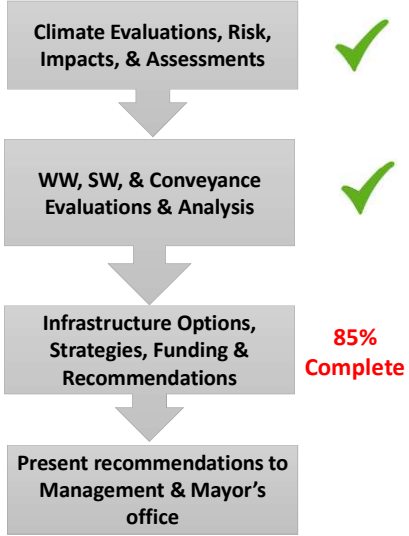 Climate Evaluations, Risk,
Impacts, & Assessments
WW, SW, & Conveyance
Evaluations & Analysis
Infrastructure Options,
Strategies, Funding &
Recommendations
85%
Complete
Present recommendations to
Management & Mayor’s
office